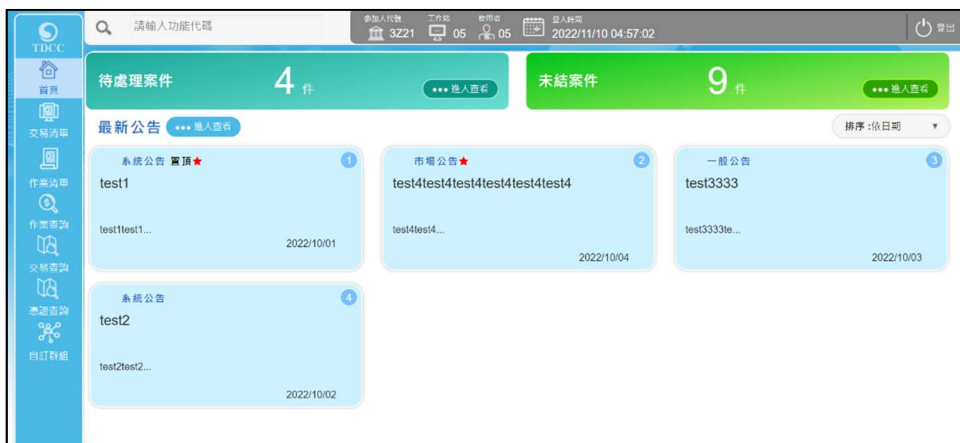 TDCC
請輸入功能代碼
參加人代號
3Z21
工作站
05
使用者
05
登入時間
2022/11/10 04:57:02
登出
首頁
交易清單
作業清單
作業查詢
交易查詢
憑證查詢
自訂群組
待處理案件 4 件 •••進入查看
未結案件 9 件 •••進入查看
最新公告 •••進入查看
排序 :依日期
系統公告 置頂★ 1
test1
test1test1...
2022/10/01
市場公告★ 2
test4test4test4test4test4test4
test4test4...
2022/10/04
一般公告 3
test3333
test3333te...
2022/10/03
系統公告 4
test2
test2test2...
2022/10/02